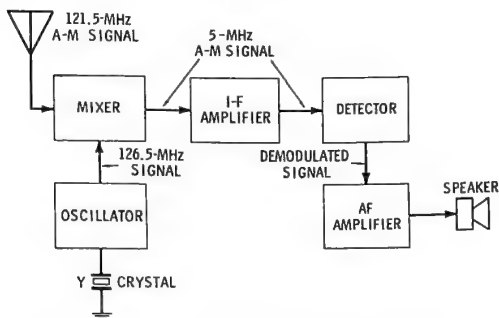 121.5-MHz
A-M SIGNAL
MIXER
5-MHz
A-M SIGNAL
I-F
AMPLIFIER
DETECTOR
126.5-MHz
SIGNAL
OSCILLATOR
Y CRYSTAL
DEMODULATED
SIGNAL
AF
AMPLIFIER
SPEAKER